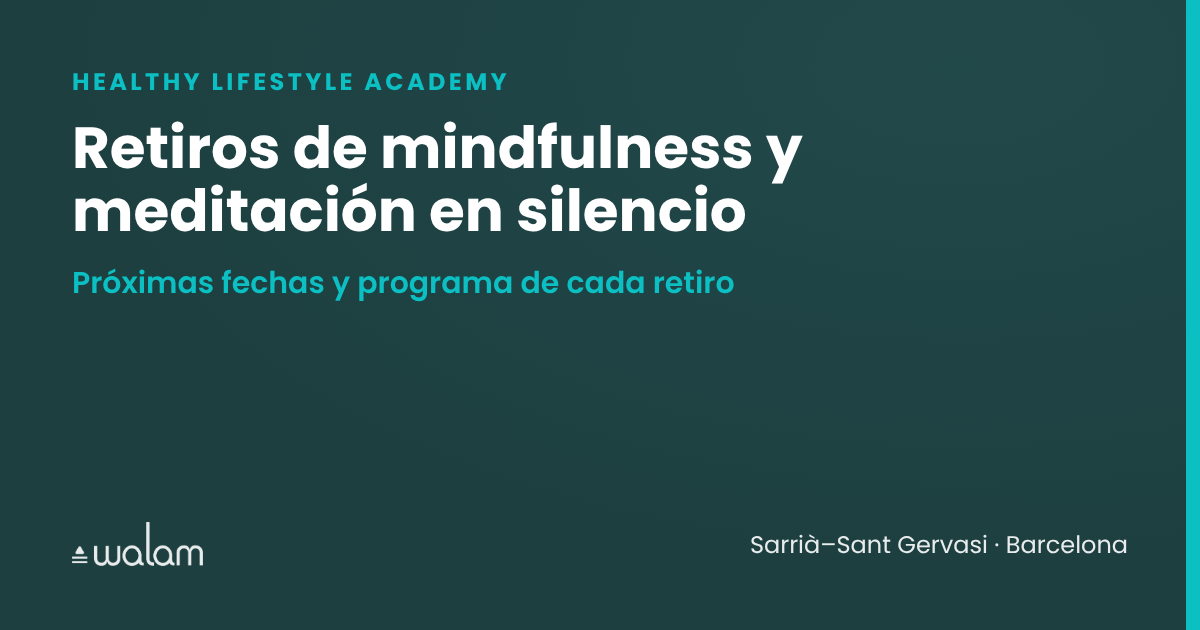 HEALTHY LIFESTYLE ACADEMY
Retiros de mindfulness y
meditación en silencio
Próximas fechas y programa de cada retiro
walam
Sarrià–Sant Gervasi · Barcelona